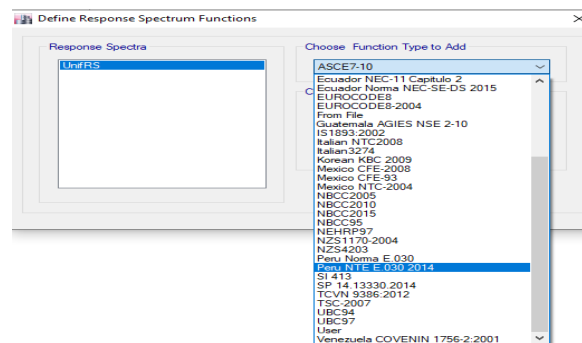 Define Response Spectrum Functions
Response Spectra
UnifRS
Choose Function Type to Add
ASCE7-10
Ecuador NEC-11 Capitulo 2
Ecuador Norma NEC-SE-DS 2015
EUROCODE8
EUROCODE8-2004
From File
Guatemala AGIES NSE 2-10
IS1893:2002
Italian NTC2008
Italian3274
Korean KBC 2009
Mexico CFE-2008
Mexico CFE-93
Mexico NTC-2004
NBCC2005
NBCC2010
NBCC2015
NBCC95
NEHRP97
NZS1170-2004
NZS4203
Peru Norma E.030
Peru NTE E.030 2014
SI 413
SP 14.13330.2014
TCVN 9386:2012
TSC-2007
UBC94
UBC97
User
Venezuela COVENIN 1756-2:2001